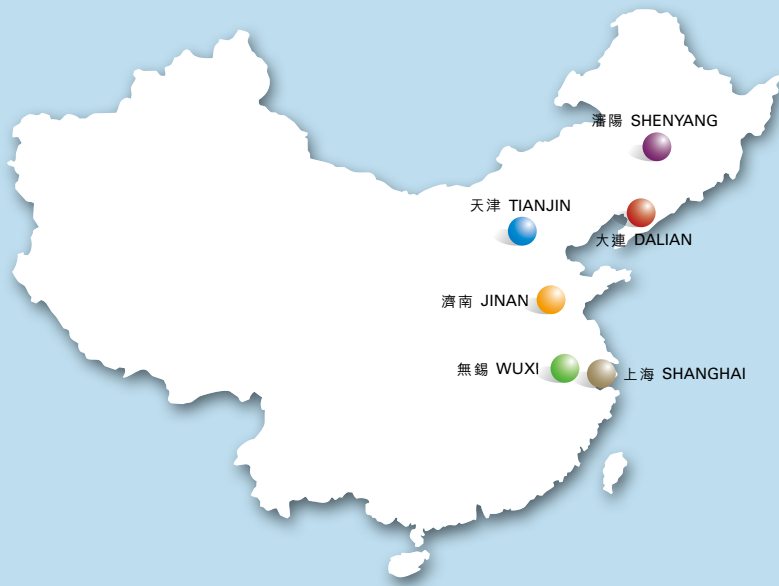 瀋陽 SHENYANG
天津 TIANJIN
大連 DALIAN
濟南 JINAN
無錫 WUXI
上海 SHANGHAI